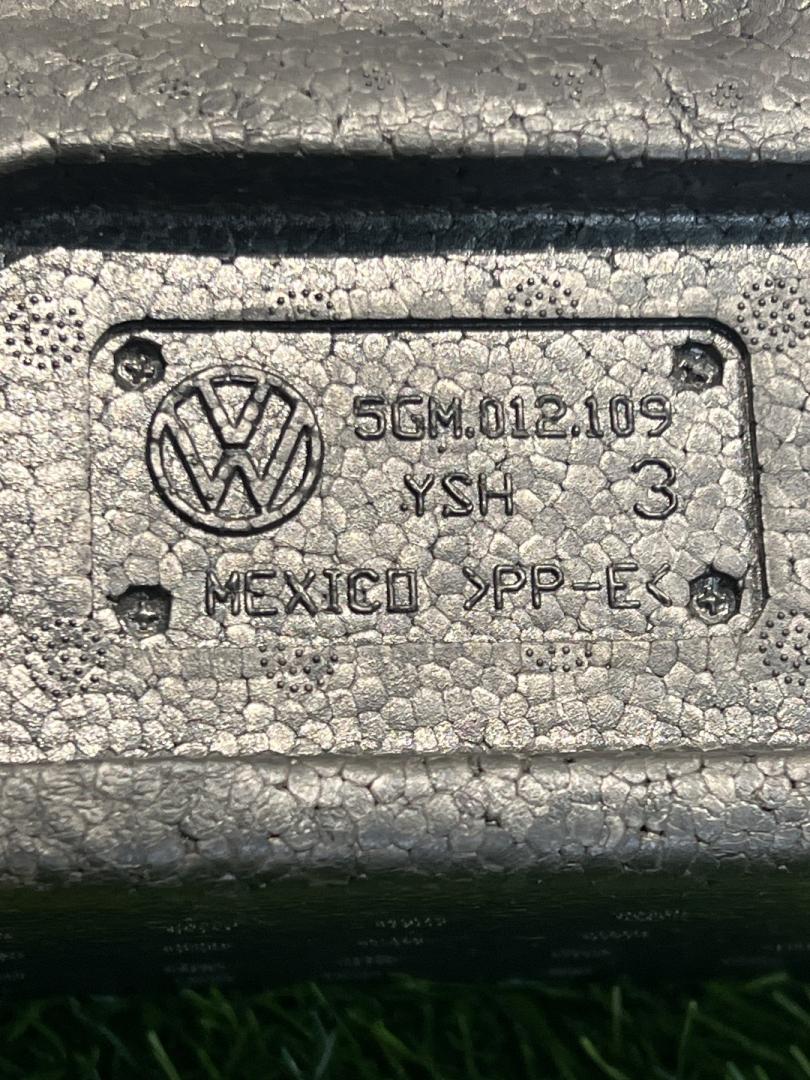 5GM.012.109
YSH 3
MEXICO >PP-E<